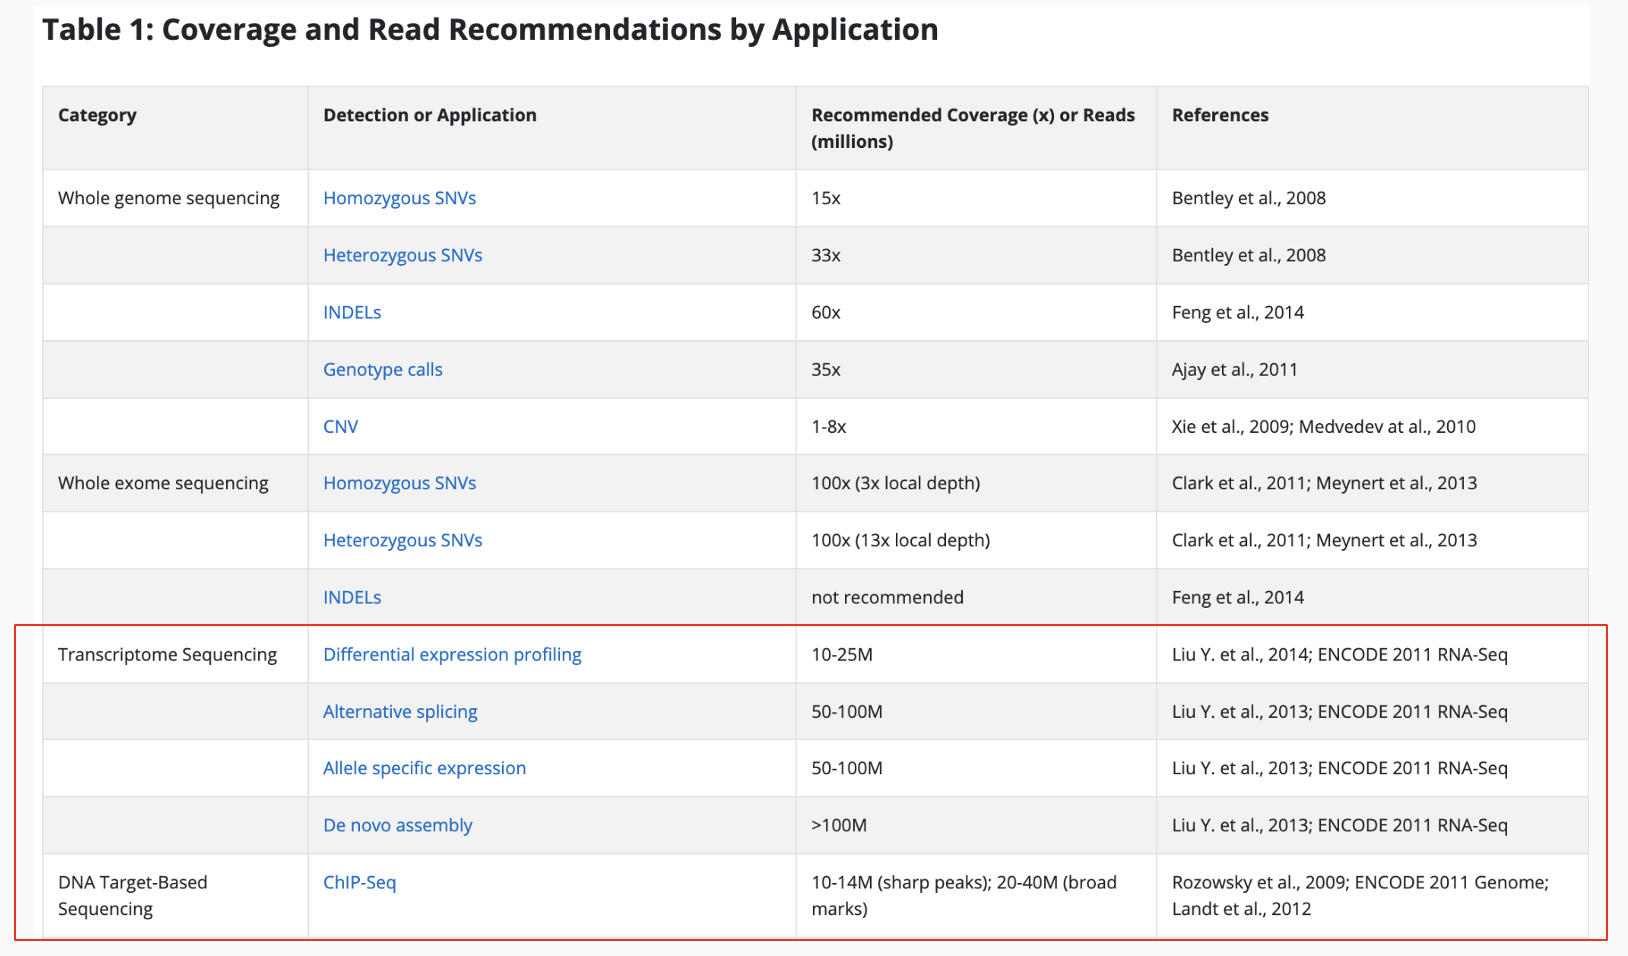 Table 1: Coverage and Read Recommendations by Application
Category
Detection or Application
Recommended Coverage (x) or Reads
(millions)
References
Whole genome sequencing
Homozygous SNVs
15x
Bentley et al., 2008
Heterozygous SNVs
33x
Bentley et al., 2008
INDELs
60x
Feng et al., 2014
Genotype calls
35x
Ajay et al., 2011
CNV
1-8x
Xie et al., 2009; Medvedev at al., 2010
Whole exome sequencing
Homozygous SNVs
100x (3x local depth)
Clark et al., 2011; Meynert et al., 2013
Heterozygous SNVs
100x (13x local depth)
Clark et al., 2011; Meynert et al., 2013
INDELs
not recommended
Feng et al., 2014
Transcriptome Sequencing
Differential expression profiling
10-25M
Liu Y. et al., 2014; ENCODE 2011 RNA-Seq
Alternative splicing
50-100M
Liu Y. et al., 2013; ENCODE 2011 RNA-Seq
Allele specific expression
50-100M
Liu Y. et al., 2013; ENCODE 2011 RNA-Seq
De novo assembly
>100M
Liu Y. et al., 2013; ENCODE 2011 RNA-Seq
DNA Target-Based
Sequencing
ChIP-Seq
10-14M (sharp peaks); 20-40M (broad
marks)
Rozowsky et al., 2009; ENCODE 2011 Genome;
Landt et al., 2012